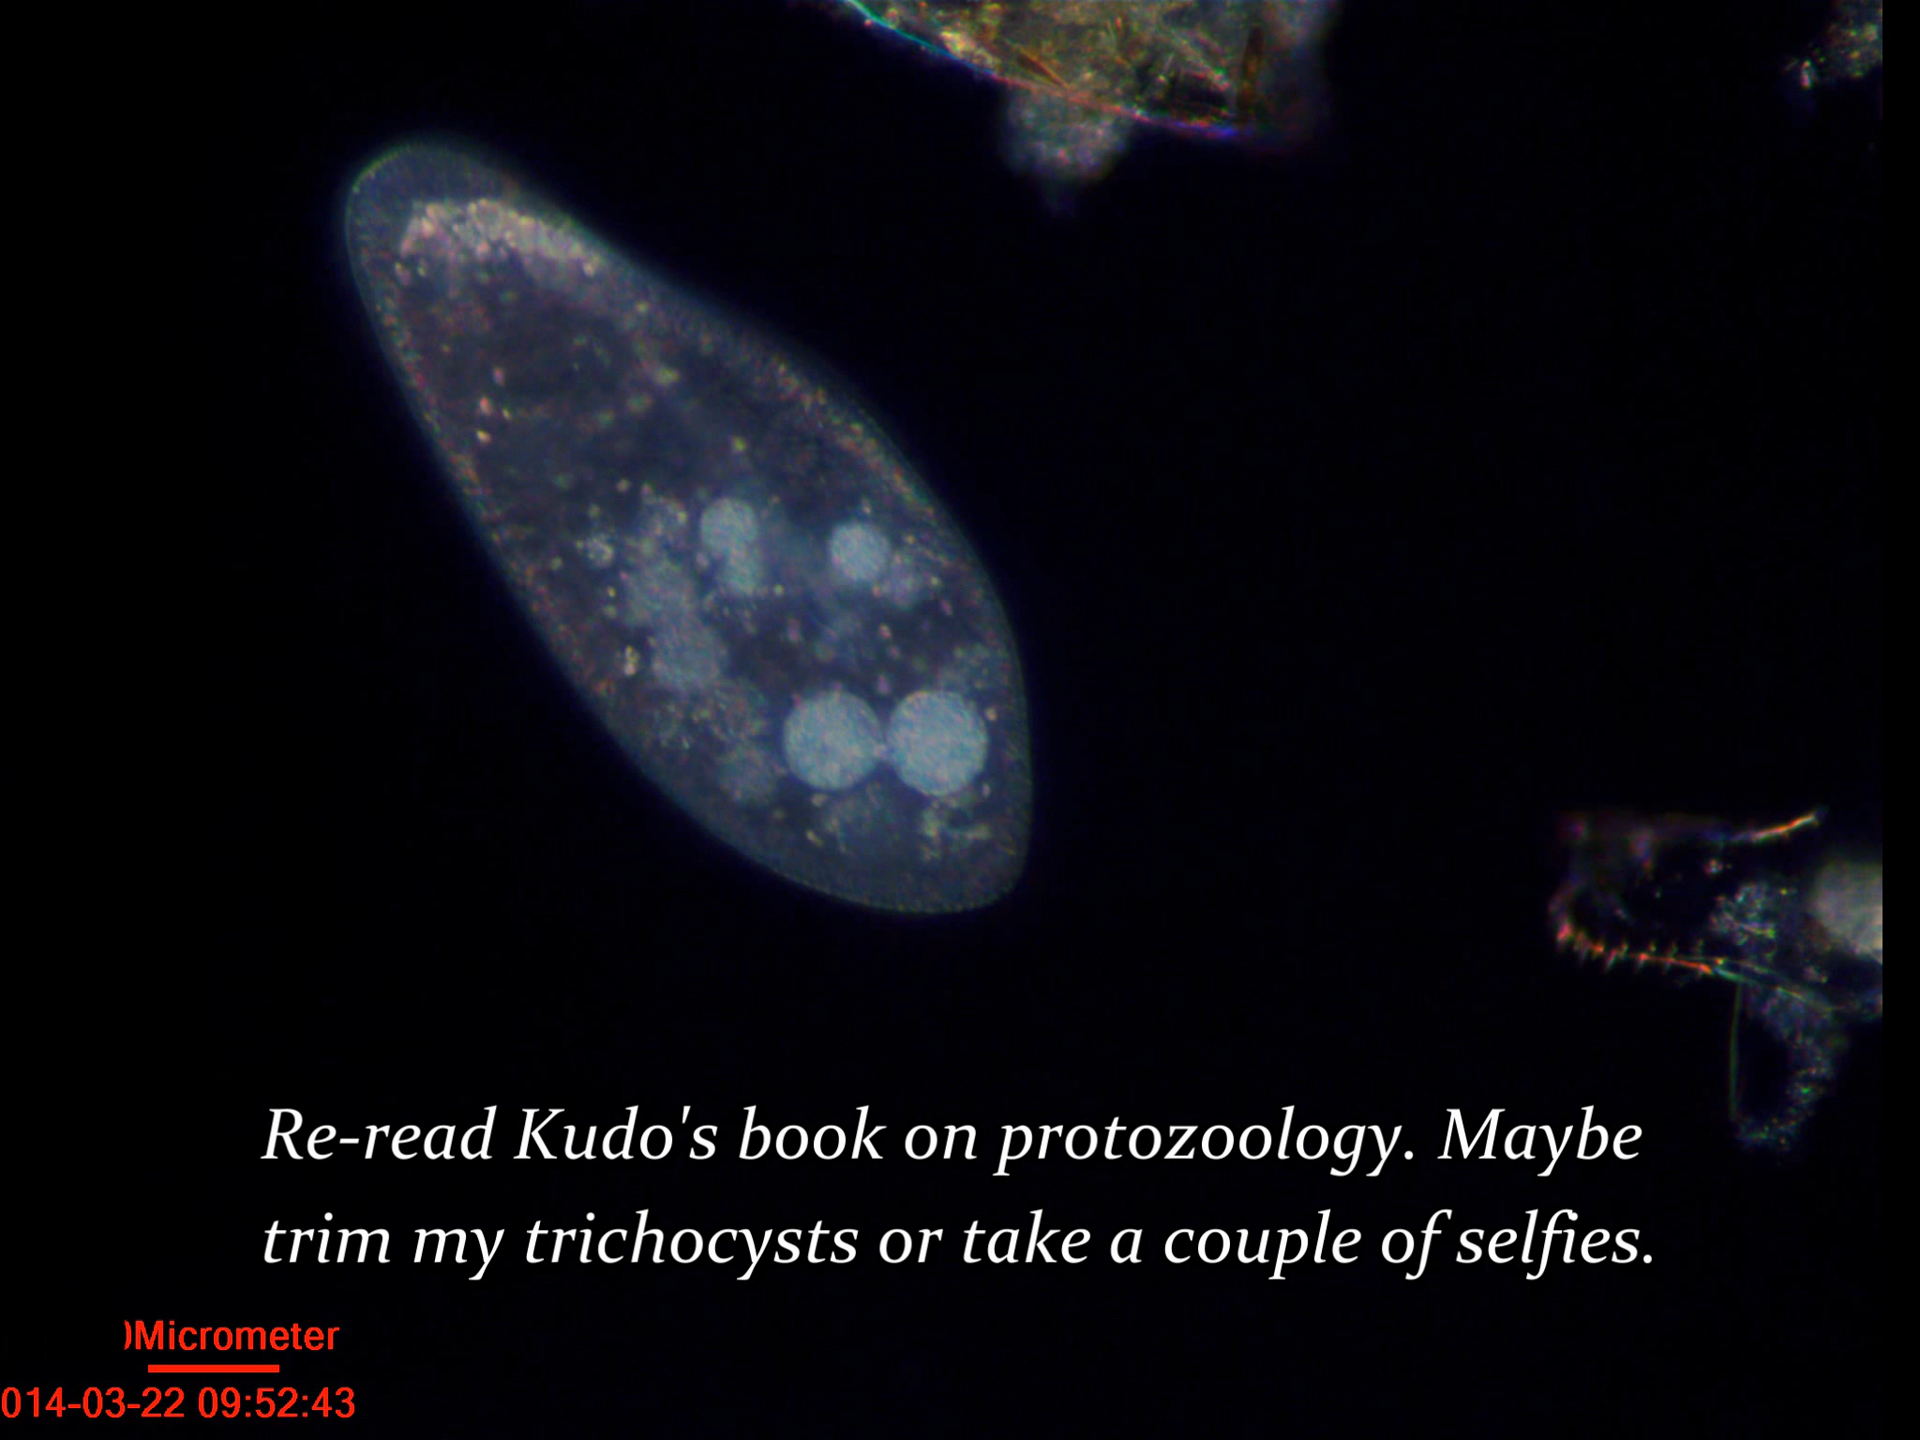 Re-read Kudo's book on protozoology. Maybe
trim my trichocysts or take a couple of selfies.
)Micrometer
014-03-22 09:52:43